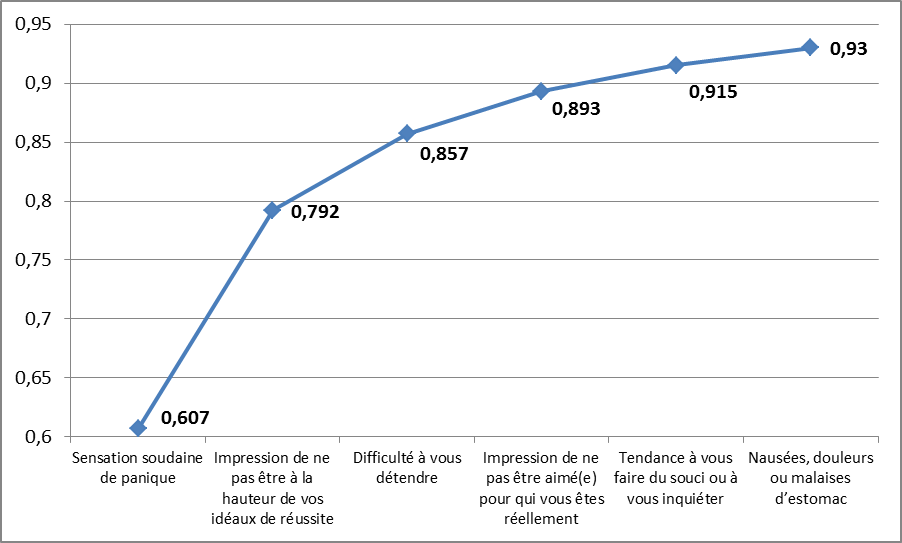 0,95
0,9
0,85
0,8
0,75
0,7
0,65
0,6
0,607
0,792
0,857
0,893
0,915
0,93
Sensation soudaine
de panique
Impression de ne
pas être à la
hauteur de vos
idéaux de réussite
Difficulté à vous
détendre
Impression de ne
pas être aimé(e)
pour qui vous êtes
réellement
Tendance à vous
faire du souci ou à
vous inquiéter
Nausées, douleurs
ou malaises
d’estomac